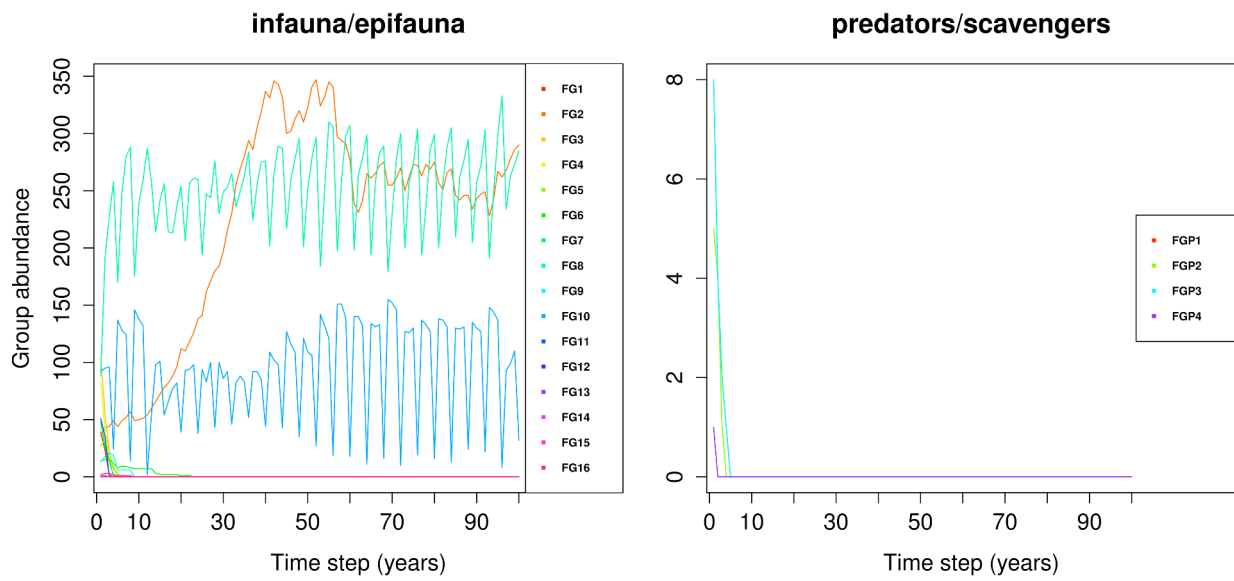 infauna/epifauna
Group abundance
350
300
250
200
150
100
50
0
0 10 30 50 70 90
Time step (years)
FG1
FG2
FG3
FG4
FG5
FG6
FG7
FG8
FG9
FG10
FG11
FG12
FG13
FG14
FG15
FG16
predators/scavengers
8
6
4
2
0
0 10 30 50 70 90
Time step (years)
FGP1
FGP2
FGP3
FGP4